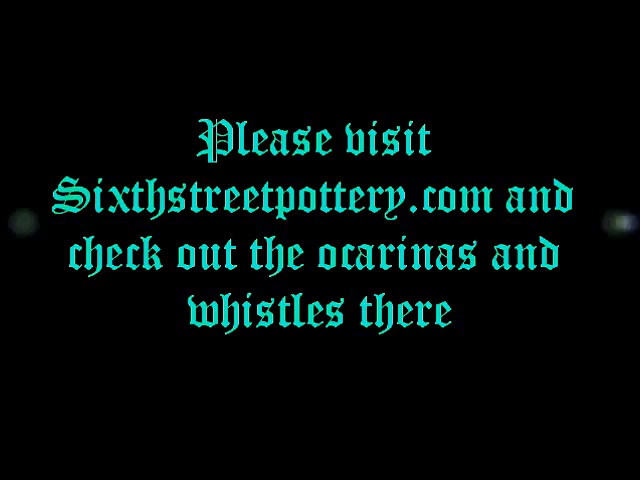 Please visit
Sixthstreetpottery.com and
check out the ocarinas and
whistles there